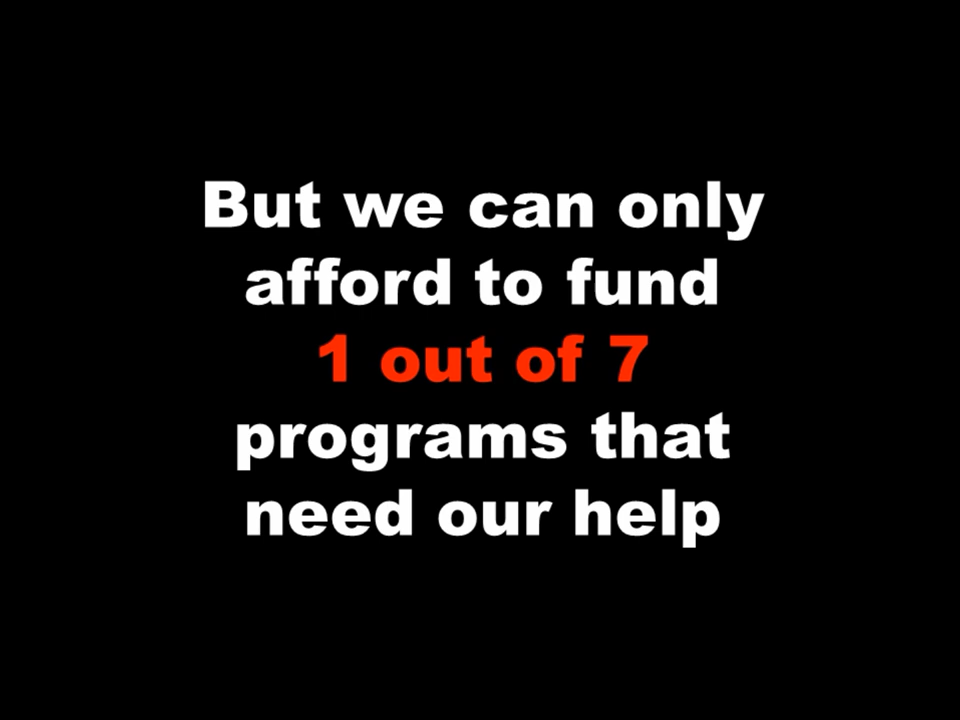 But we can only
afford to fund
1 out of 7
programs that
need our help